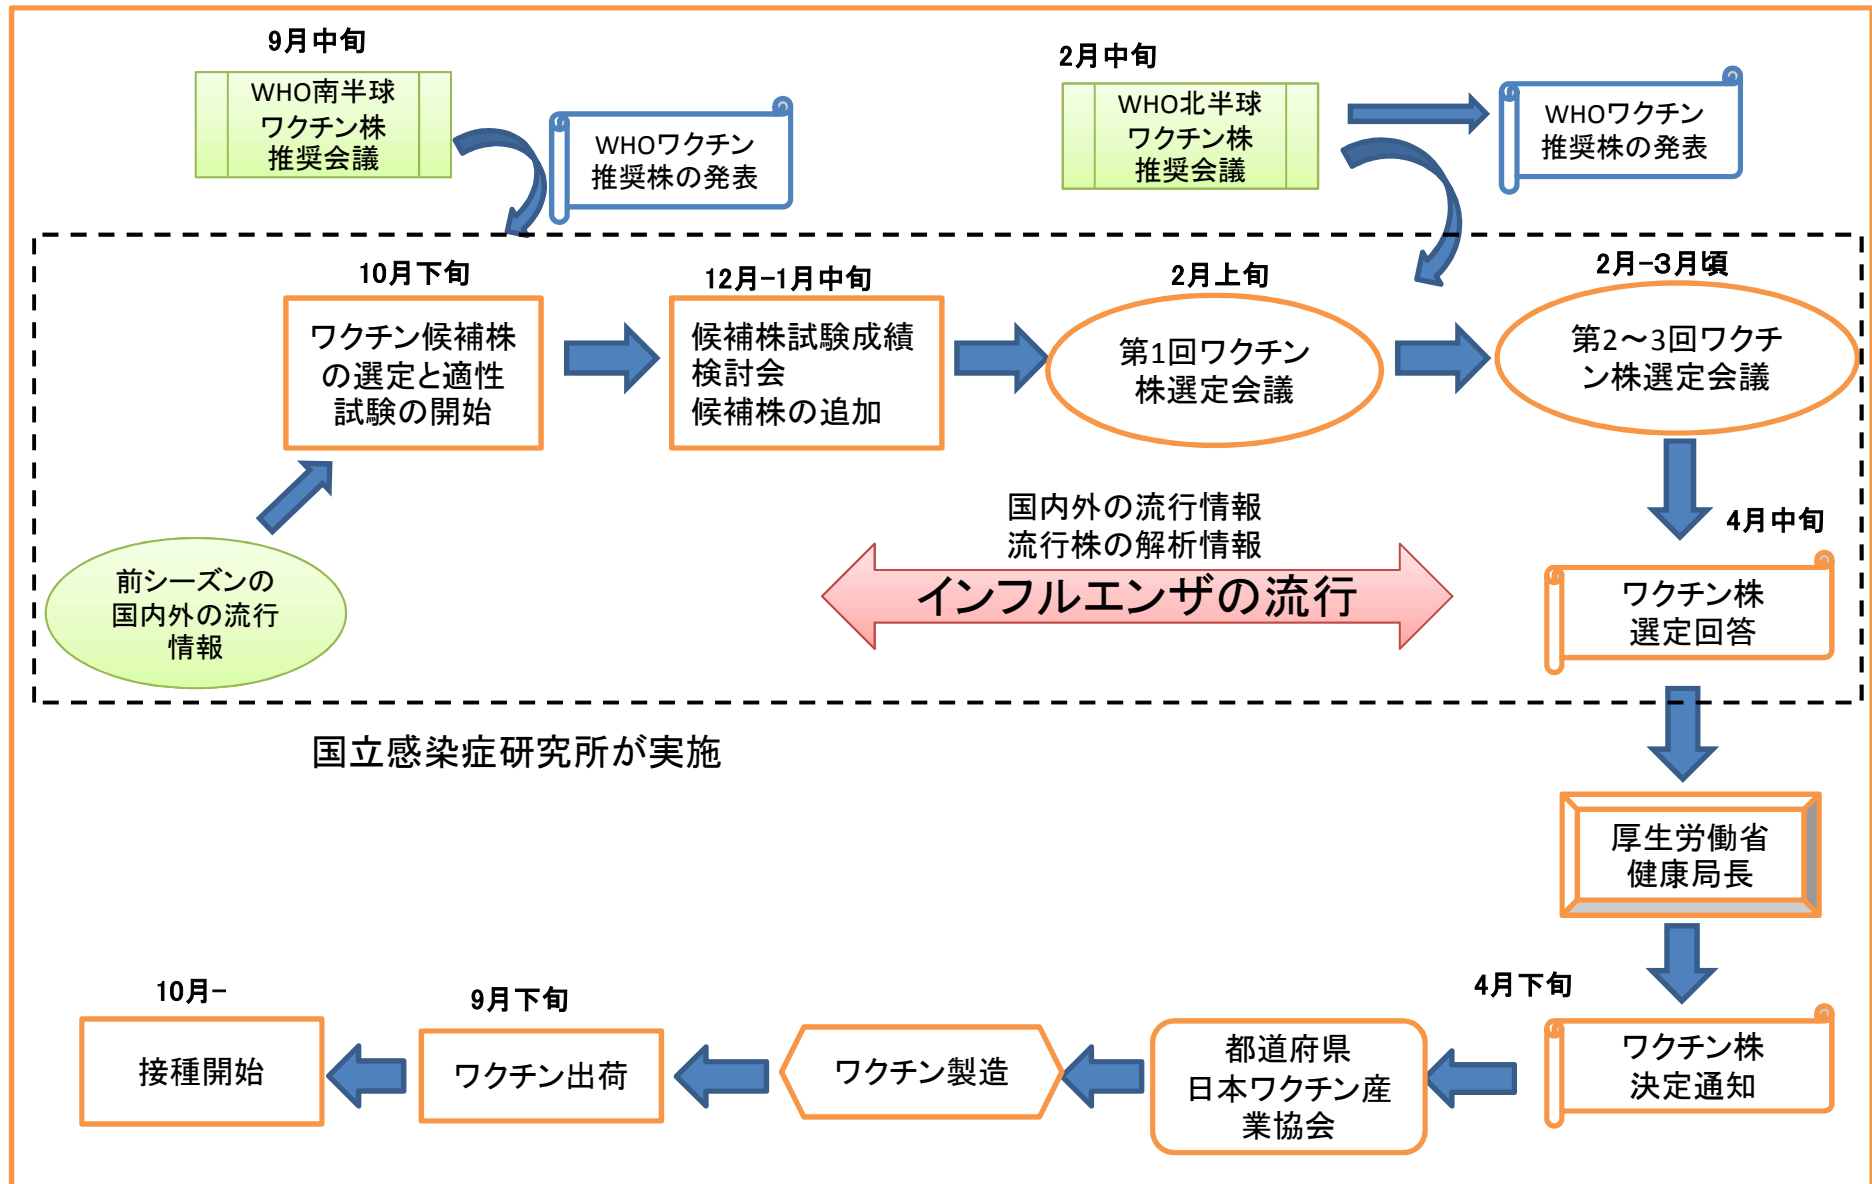 9月中旬
WHO南半球
ワクチン株
推奨会議
WHOワクチン
推奨株の発表
2月中旬
WHO北半球
ワクチン株
推奨会議
WHOワクチン
推奨株の発表
10月下旬
ワクチン候補株
の選定と適性
試験の開始
12月-1月中旬
候補株試験成績
検討会
候補株の追加
2月上旬
第1回ワクチン
株選定会議
2月-3月頃
第2～3回ワクチ
ン株選定会議
前シーズンの
国内外の流行
情報
国内外の流行情報
流行株の解析情報
インフルエンザの流行
4月中旬
ワクチン株
選定回答
国立感染症研究所が実施
厚生労働省
健康局長
4月下旬
ワクチン株
決定通知
都道府県
日本ワクチン産
業協会
ワクチン製造
9月下旬
ワクチン出荷
10月-
接種開始